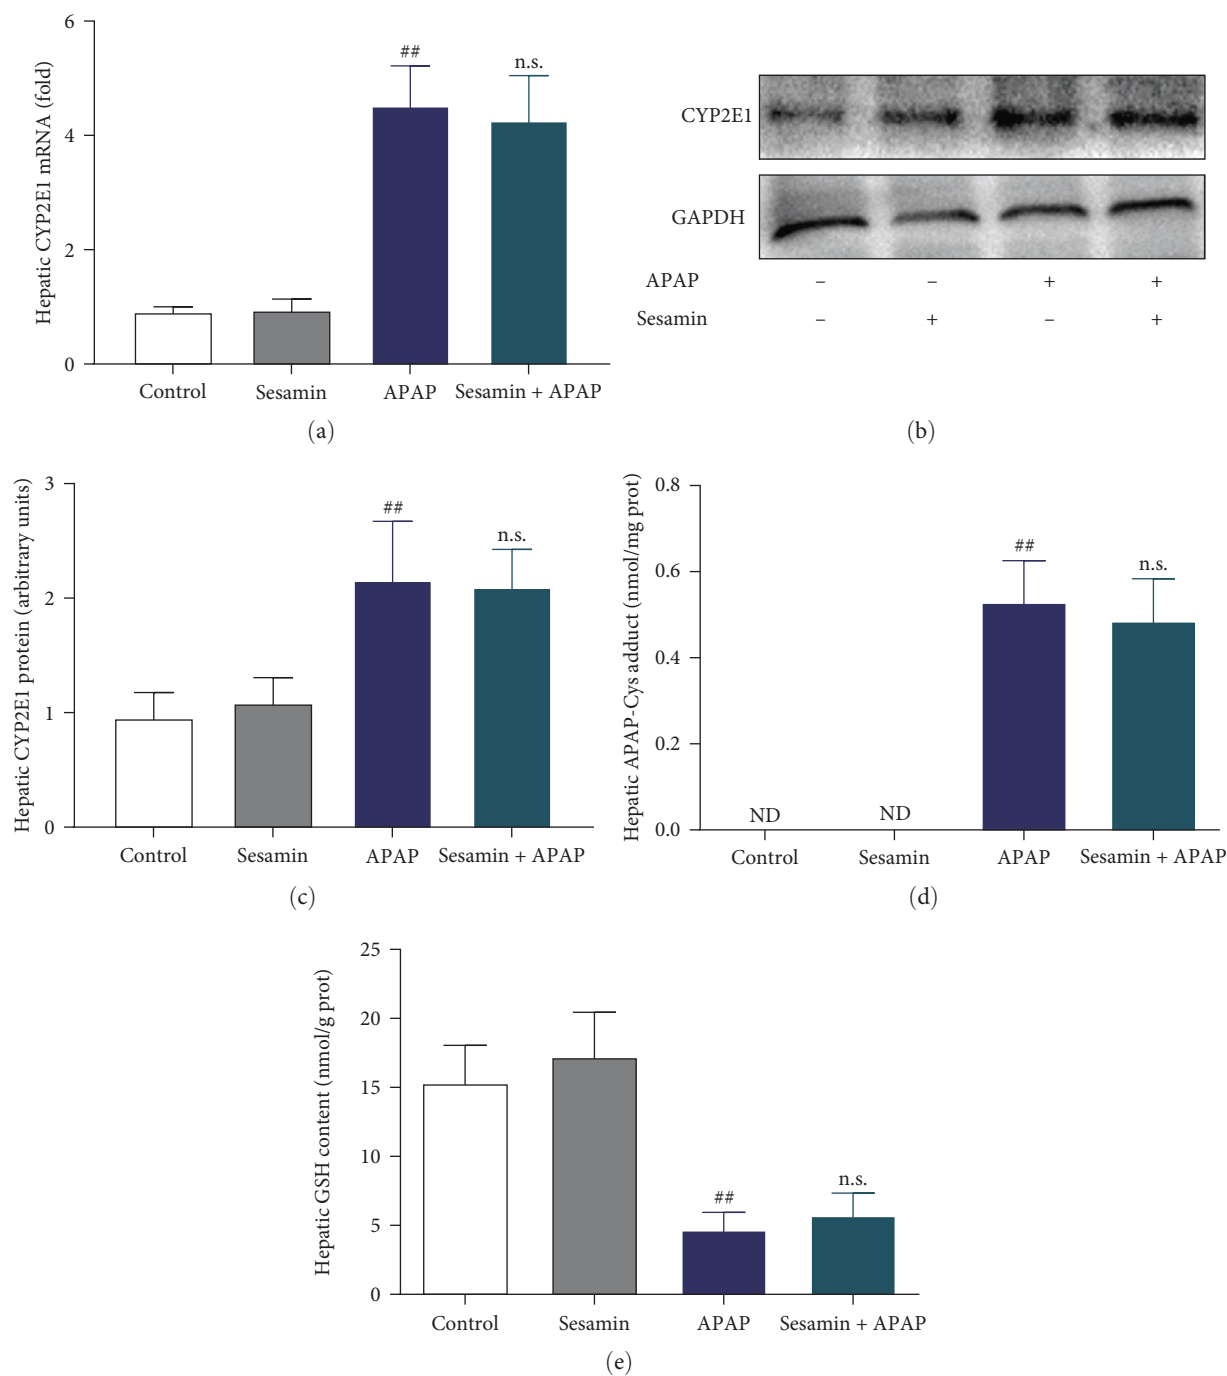 Hepatic CYP2E1 mRNA (fold)
6
4
2
0
##
n.s.
Control
Sesamin
APAP
Sesamin + APAP
(a)
CYP2E1
GAPDH
APAP – – + +
Sesamin – + – +
(b)
Hepatic CYP2E1 protein (arbitrary units)
3
2
1
0
##
n.s.
Control
Sesamin
APAP
Sesamin + APAP
(c)
Hepatic APAP-Cys adduct (nmol/mg prot)
0.8
0.6
0.4
0.2
0.0
ND
ND
##
n.s.
Control
Sesamin
APAP
Sesamin + APAP
(d)
Hepatic GSH content (nmol/g prot)
25
20
15
10
5
0
##
n.s.
Control
Sesamin
APAP
Sesamin + APAP
(e)